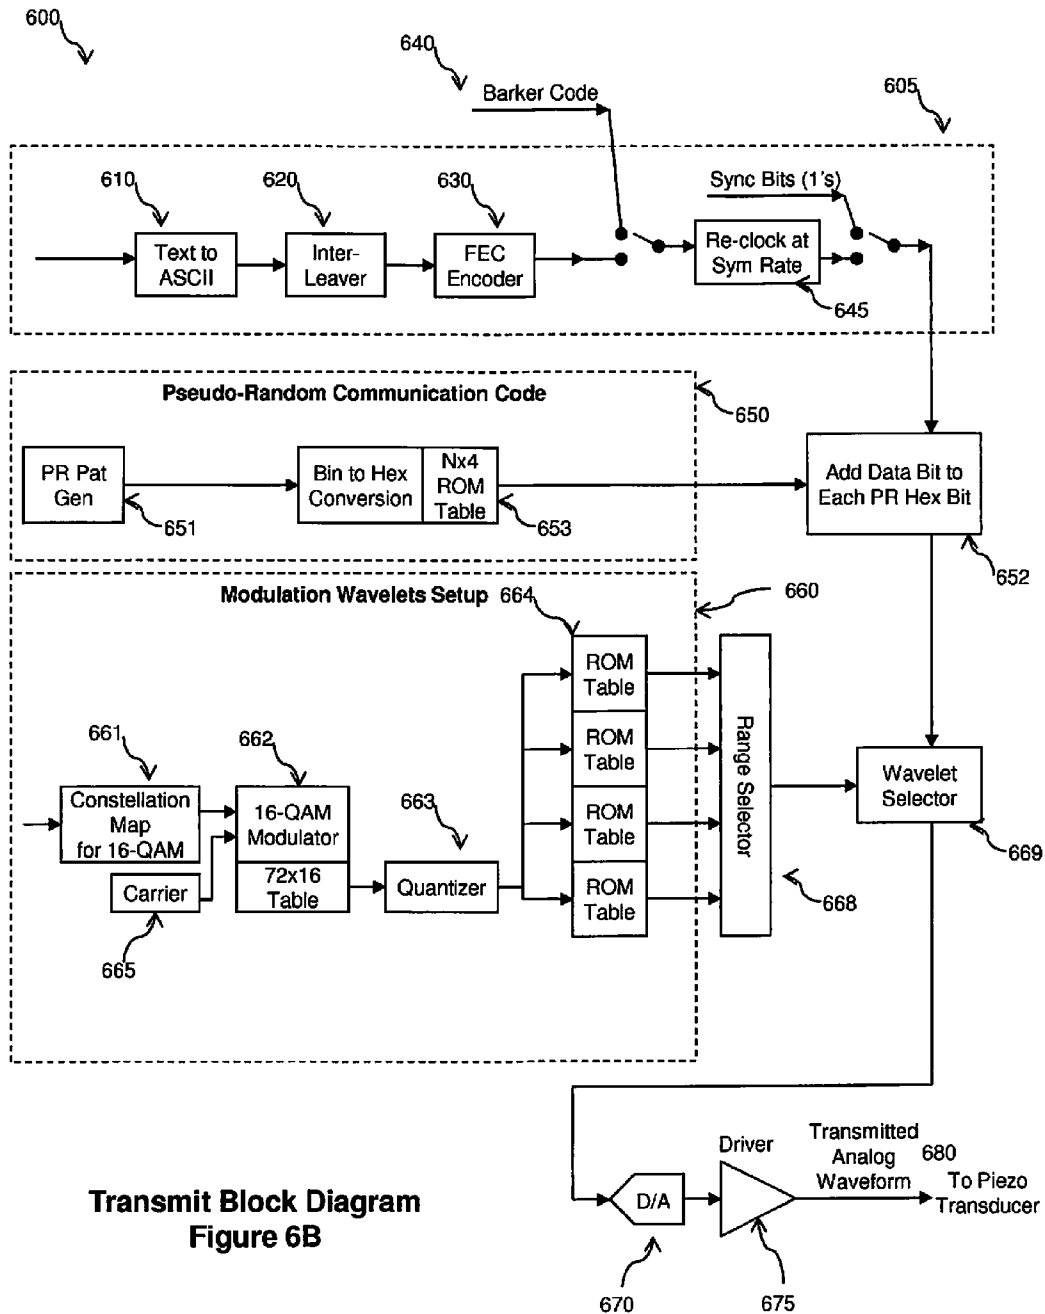 600
640
Barker Code
605
610
620
630
Sync Bits (1's)
Text to
ASCII
Inter-
Leaver
FEC
Encoder
Re-clock at
Sym Rate
645
Pseudo-Random Communication Code
650
PR Pat
Gen
651
Bin to Hex
Conversion
Nx4
ROM
Table
653
Add Data Bit to
Each PR Hex Bit
652
Modulation Wavelets Setup
664
660
ROM
Table
ROM
Table
ROM
Table
ROM
Table
Range Selector
668
661
Constellation
Map
for 16-QAM
662
16-QAM
Modulator
72x16
Table
663
Quantizer
Carrier
665
Wavelet
Selector
669
Driver
Transmitted
Analog
Waveform
680
To Piezo
Transducer
D/A
670
675
Transmit Block Diagram
Figure 6B